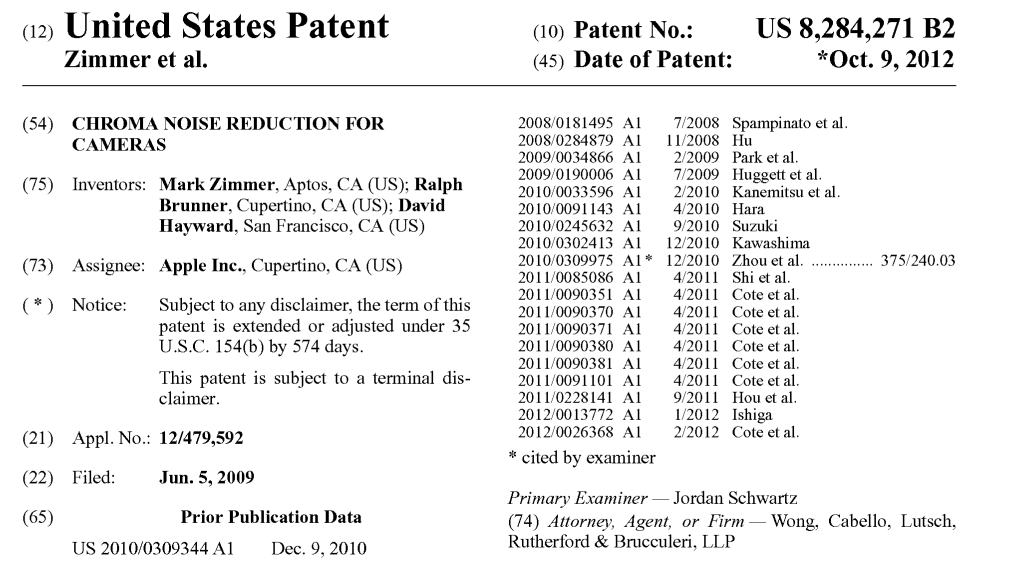 (12) United States Patent
Zimmer et al.
(10) Patent No.: US 8,284,271 B2
(45) Date of Patent: *Oct. 9, 2012
(54) CHROMA NOISE REDUCTION FOR
CAMERAS
(75) Inventors: Mark Zimmer, Aptos, CA (US); Ralph
Brunner, Cupertino, CA (US); David
Hayward, San Francisco, CA (US)
(73) Assignee: Apple Inc., Cupertino, CA (US)
( * ) Notice: Subject to any disclaimer, the term of this
patent is extended or adjusted under 35
U.S.C. 154(b) by 574 days.
This patent is subject to a terminal dis-
claimer.
(21) Appl. No.: 12/479,592
(22) Filed: Jun. 5, 2009
(65) Prior Publication Data
US 2010/0309344 A1 Dec. 9, 2010
2008/0181495 A1 7/2008 Spampinato et al.
2008/0284879 A1 11/2008 Hu
2009/0034866 A1 2/2009 Park et al.
2009/0190006 A1 7/2009 Huggett et al.
2010/0033596 A1 2/2010 Kanemitsu et al.
2010/0091143 A1 4/2010 Hara
2010/0245632 A1 9/2010 Suzuki
2010/0302413 A1 12/2010 Kawashima
2010/0309975 A1* 12/2010 Zhou et al. ............... 375/240.03
2011/0085086 A1 4/2011 Shi et al.
2011/0090351 A1 4/2011 Cote et al.
2011/0090370 A1 4/2011 Cote et al.
2011/0090371 A1 4/2011 Cote et al.
2011/0090380 A1 4/2011 Cote et al.
2011/0090381 A1 4/2011 Cote et al.
2011/0091101 A1 4/2011 Cote et al.
2011/0228141 A1 9/2011 Hou et al.
2012/0013772 A1 1/2012 Ishiga
2012/0026368 A1 2/2012 Cote et al.
* cited by examiner
Primary Examiner — Jordan Schwartz
(74) Attorney, Agent, or Firm — Wong, Cabello, Lutsch,
Rutherford & Brucculeri, LLP